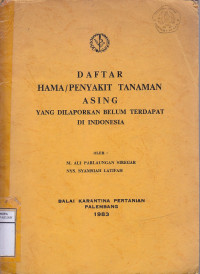 DAFTAR
HAMA/PENYAKIT TANAMAN
ASING
YANG DILAPORKAN BELUM TERDAPAT
DI INDONESIA
OLEH :
M. ALI PARLAUNGAN SIREGAR
NYY. SYAMSIAH LATIFAH
BALAI KARANTINA PERTANIAN
PALEMBANG
1983